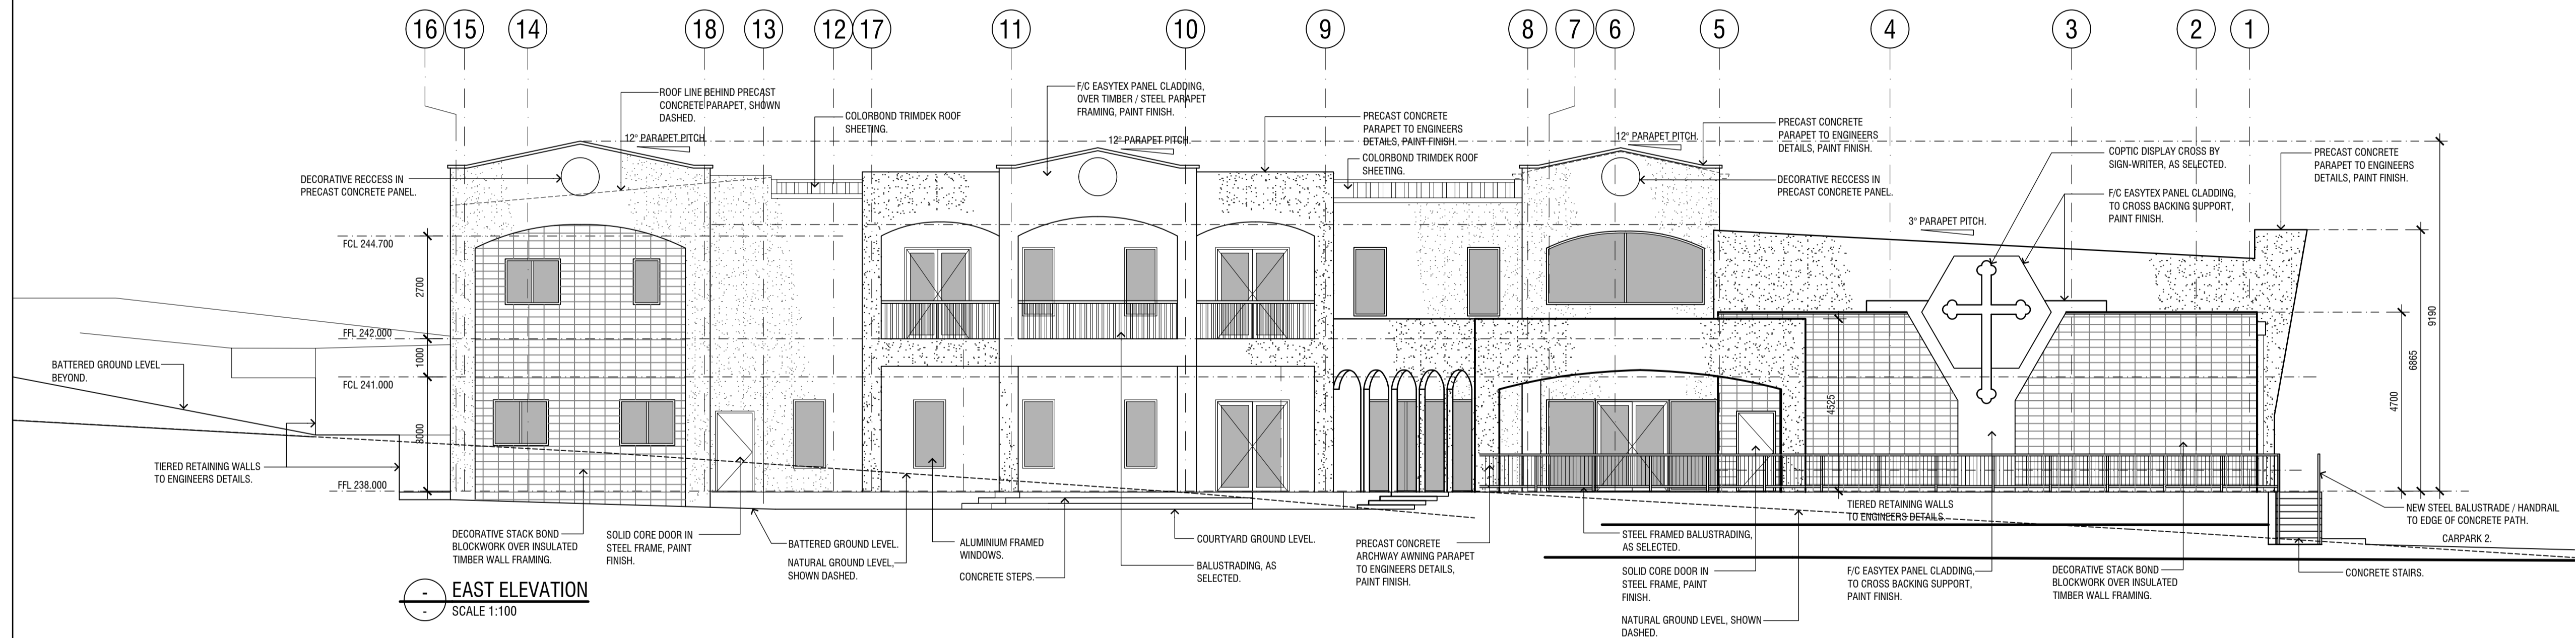 16 15 14 18 13 12 17 11 10 9 8 7 6 5 4 3 2 1
ROOF LINE BEHIND PRECAST
CONCRETE PARAPET, SHOWN
DASHED.
12° PARAPET PITCH.
COLORBOND TRIMDEK ROOF
SHEETING.
F/C EASYTEX PANEL CLADDING,
OVER TIMBER / STEEL PARAPET
FRAMING, PAINT FINISH.
12° PARAPET PITCH.
PRECAST CONCRETE
PARAPET TO ENGINEERS
DETAILS, PAINT FINISH.
COLORBOND TRIMDEK ROOF
SHEETING.
12° PARAPET PITCH.
PRECAST CONCRETE
PARAPET TO ENGINEERS
DETAILS, PAINT FINISH.
DECORATIVE RECCESS IN
PRECAST CONCRETE PANEL.
COPTIC DISPLAY CROSS BY
SIGN-WRITER, AS SELECTED.
F/C EASYTEX PANEL CLADDING,
TO CROSS BACKING SUPPORT,
PAINT FINISH.
PRECAST CONCRETE
PARAPET TO ENGINEERS
DETAILS, PAINT FINISH.
3° PARAPET PITCH.
DECORATIVE RECCESS IN
PRECAST CONCRETE PANEL.
FCL 244.700
2700
FFL 242.000
1000
FCL 241.000
3000
FFL 238.000
BATTERED GROUND LEVEL
BEYOND.
TIERED RETAINING WALLS
TO ENGINEERS DETAILS.
4525
4700
6865
9190
DECORATIVE STACK BOND
BLOCKWORK OVER INSULATED
TIMBER WALL FRAMING.
SOLID CORE DOOR IN
STEEL FRAME, PAINT
FINISH.
BATTERED GROUND LEVEL.
NATURAL GROUND LEVEL,
SHOWN DASHED.
ALUMINIUM FRAMED
WINDOWS.
CONCRETE STEPS.
COURTYARD GROUND LEVEL.
BALUSTRADING, AS
SELECTED.
PRECAST CONCRETE
ARCHWAY AWNING PARAPET
TO ENGINEERS DETAILS,
PAINT FINISH.
STEEL FRAMED BALUSTRADING,
AS SELECTED.
SOLID CORE DOOR IN
STEEL FRAME, PAINT
FINISH.
NATURAL GROUND LEVEL, SHOWN
DASHED.
TIERED RETAINING WALLS
TO ENGINEERS DETAILS.
F/C EASYTEX PANEL CLADDING,
TO CROSS BACKING SUPPORT,
PAINT FINISH.
DECORATIVE STACK BOND
BLOCKWORK OVER INSULATED
TIMBER WALL FRAMING.
NEW STEEL BALUSTRADE / HANDRAIL
TO EDGE OF CONCRETE PATH.
CARPARK 2.
CONCRETE STAIRS.
- EAST ELEVATION
- SCALE 1:100